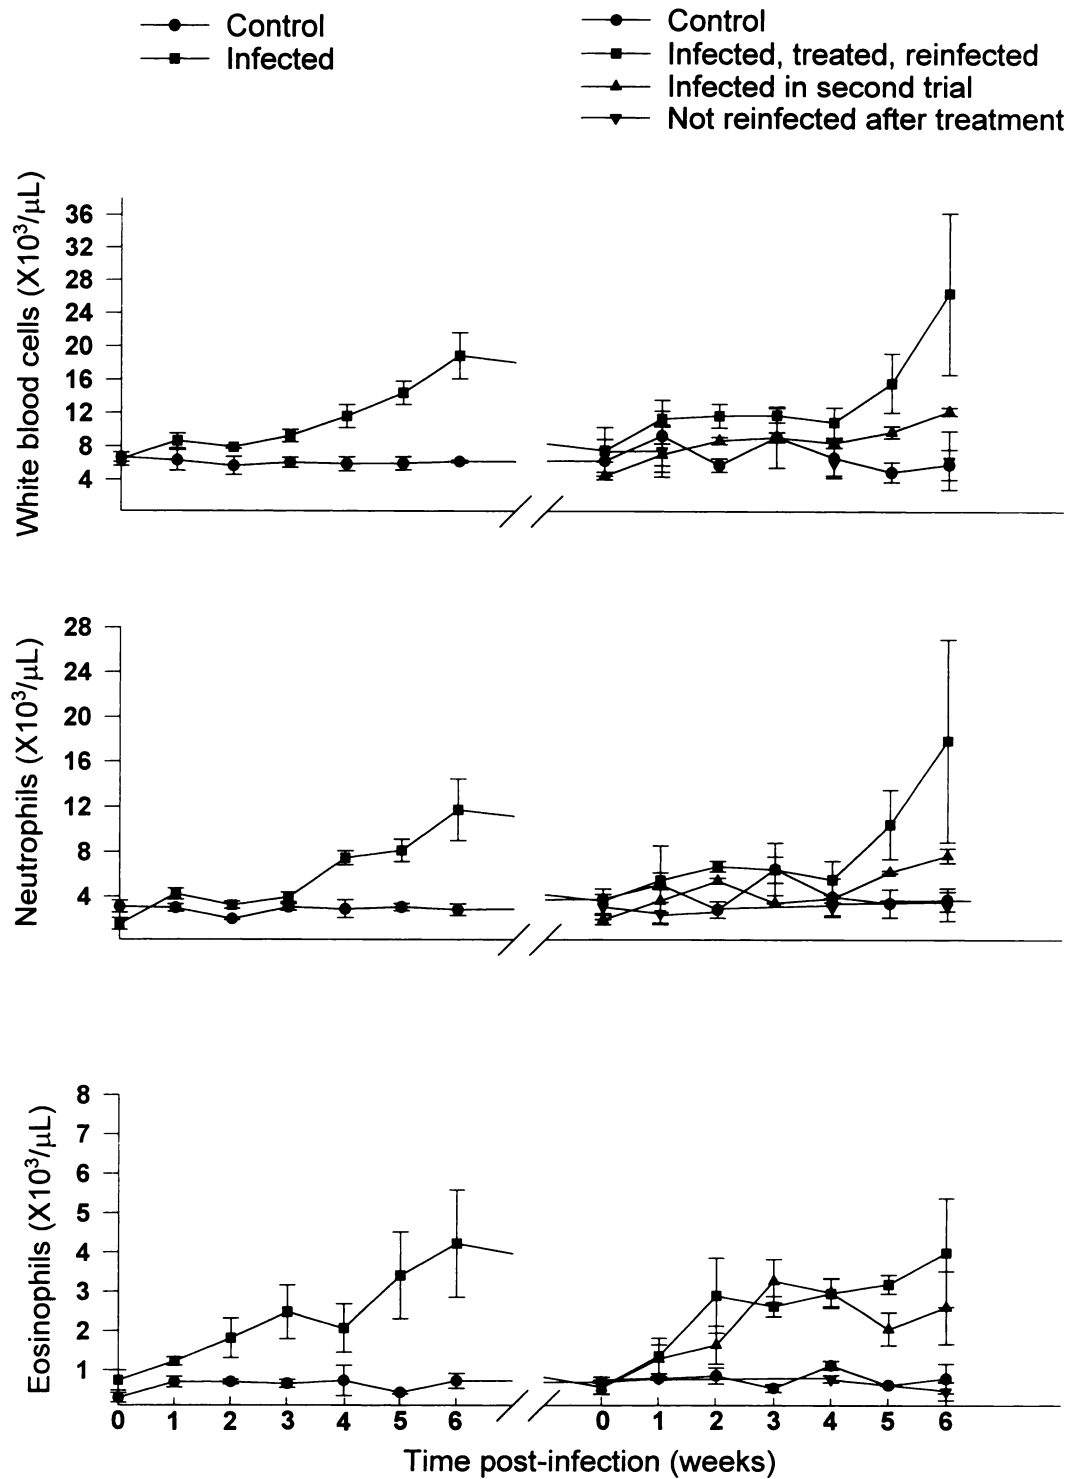 Control
Infected
Control
Infected, treated, reinfected
Infected in second trial
Not reinfected after treatment
White blood cells (X10³/µL)
36
32
28
24
20
16
12
8
4
Neutrophils (X10³/µL)
28
24
20
16
12
8
4
Eosinophils (X10³/µL)
8
7
6
5
4
3
2
1
0 1 2 3 4 5 6 0 1 2 3 4 5 6
Time post-infection (weeks)